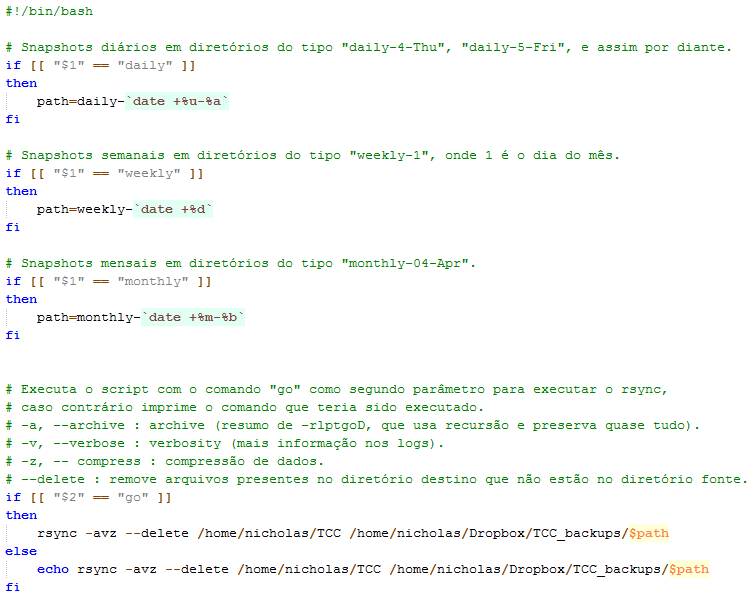 #!/bin/bash
# Snapshots diários em diretórios do tipo "daily-4-Thu", "daily-5-Fri", e assim por diante.
if [[ "$1" == "daily" ]]
then
path=daily-`date +%u-%a`
fi
# Snapshots semanais em diretórios do tipo "weekly-1", onde 1 é o dia do mês.
if [[ "$1" == "weekly" ]]
then
path=weekly-`date +%d`
fi
# Snapshots mensais em diretórios do tipo "monthly-04-Apr".
if [[ "$1" == "monthly" ]]
then
path=monthly-`date +%m-%b`
fi
# Executa o script com o comando "go" como segundo parâmetro para executar o rsync,
# caso contrário imprime o comando que teria sido executado.
# -a, --archive : archive (resumo de -rlptgoD, que usa recursão e preserva quase tudo).
# -v, --verbose : verbosity (mais informação nos logs).
# -z, -- compress : compressão de dados.
# --delete : remove arquivos presentes no diretório destino que não estão no diretório fonte.
if [[ "$2" == "go" ]]
then
rsync -avz --delete /home/nicholas/TCC /home/nicholas/Dropbox/TCC_backups/$path
else
echo rsync -avz --delete /home/nicholas/TCC /home/nicholas/Dropbox/TCC_backups/$path
fi